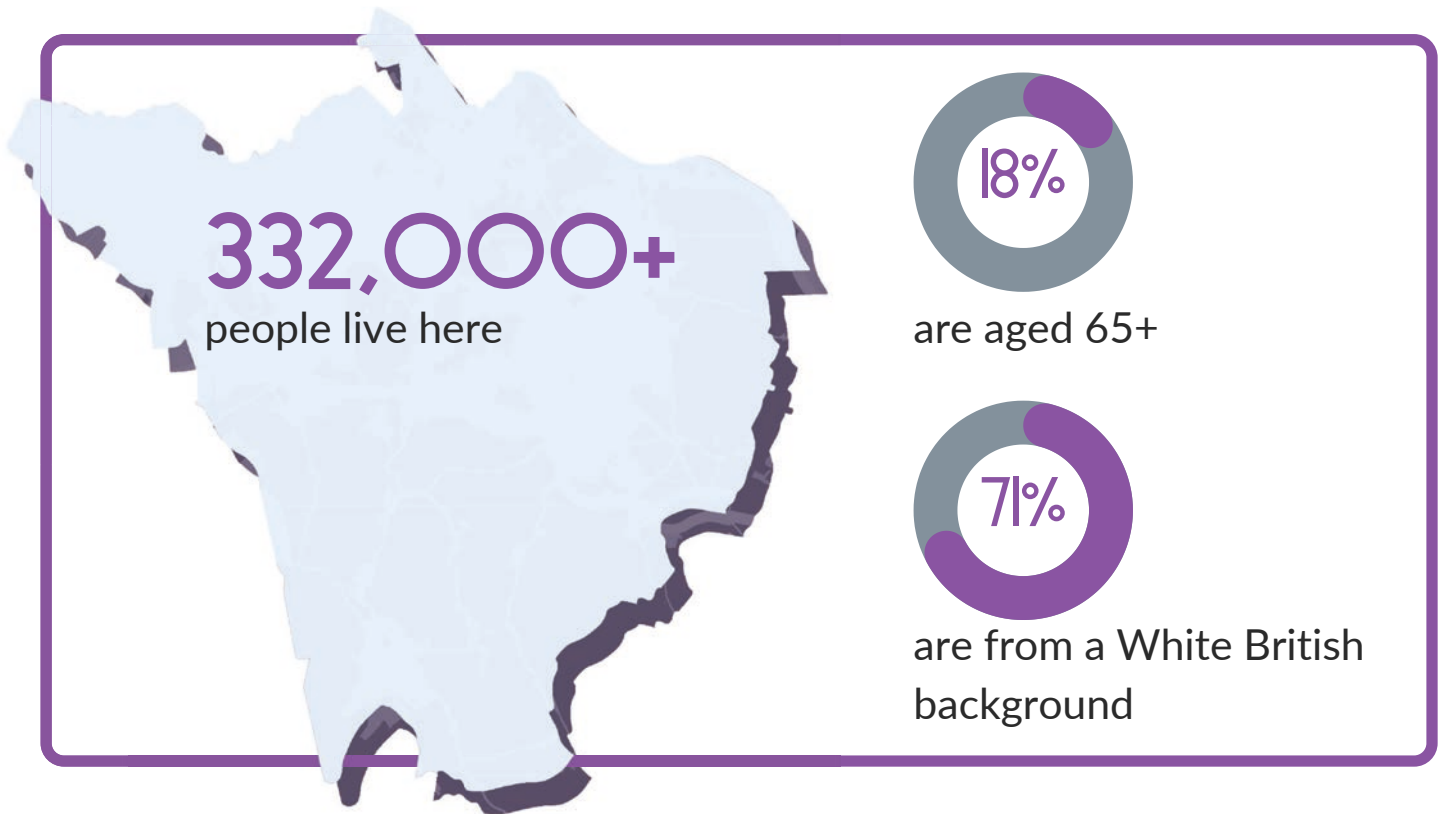 332,000+
people live here
18%
are aged 65+
71%
are from a White British
background